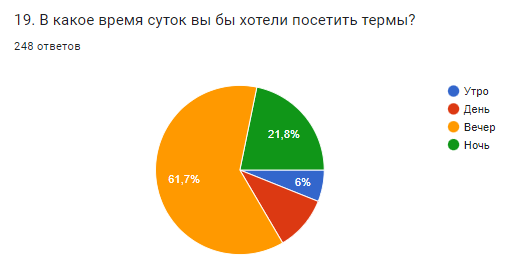 19. В какое время суток вы бы хотели посетить термы?
248 ответов
Утро
День
Вечер
Ночь
21,8%
61,7%
6%